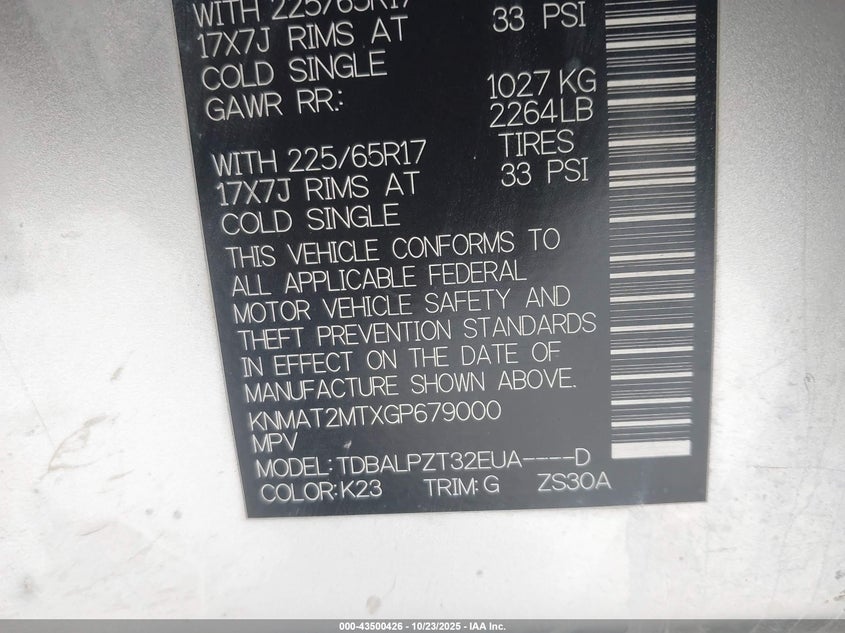 WITH 225/65R17
17X7J RIMS AT 33 PSI
COLD SINGLE
GAWR RR.: 1027 KG
2264LB
WITH 225/65R17 TIRES
17X7J RIMS AT 33 PSI
COLD SINGLE
THIS VEHICLE CONFORMS TO
ALL APPLICABLE FEDERAL
MOTOR VEHICLE SAFETY AND
THEFT PREVENTION STANDARDS
IN EFFECT ON THE DATE OF
MANUFACTURE SHOWN ABOVE.
KNMAT2MTXGP679000
MPV
MODEL:TDBALPZT32EUA----D
COLOR:K23 TRIM:G ZS30A
000-43500426 - 10/23/2025 - IAA Inc.